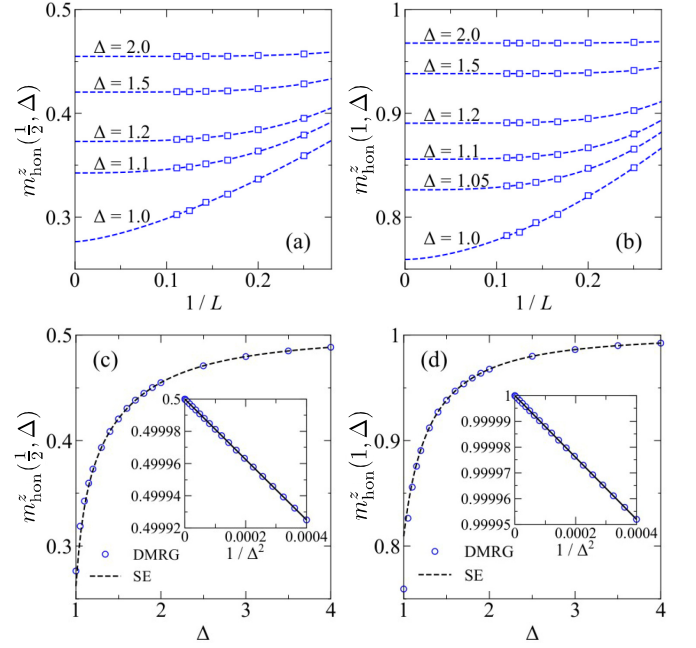 0.5
0.4
0.3
m^z_hon(1/2, Δ)
Δ = 2.0
Δ = 1.5
Δ = 1.2
Δ = 1.1
Δ = 1.0
(a)
0 0.1 0.2
1 / L
1
0.9
0.8
m^z_hon(1, Δ)
Δ = 2.0
Δ = 1.5
Δ = 1.2
Δ = 1.1
Δ = 1.05
Δ = 1.0
(b)
0 0.1 0.2
1 / L
0.5
0.4
0.3
m^z_hon(1/2, Δ)
(c)
0.5
0.49998
0.49996
0.49994
0.49992
0 0.0002 0.0004
1 / Δ²
DMRG
SE
1 2 3 4
Δ
1
0.9
0.8
m^z_hon(1, Δ)
(d)
1
0.99999
0.99998
0.99997
0.99996
0.99995
0 0.0002 0.0004
1 / Δ²
DMRG
SE
1 2 3 4
Δ